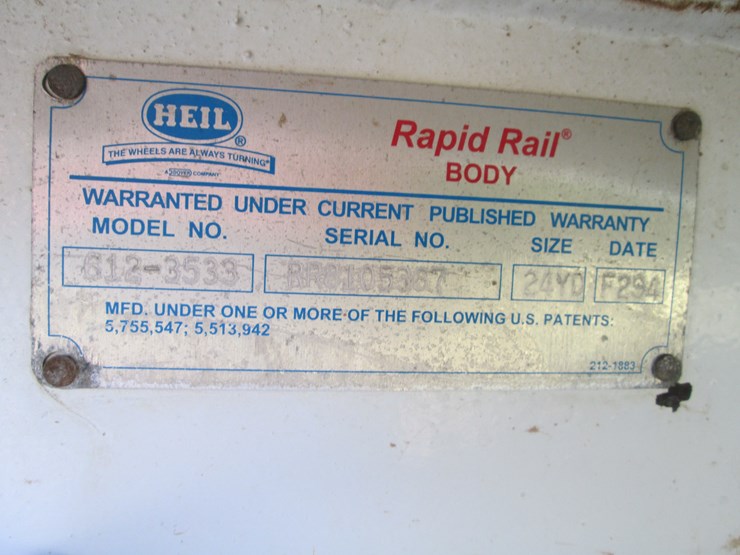 HEIL®
THE WHEELS ARE ALWAYS TURNING®
A DOVER COMPANY
Rapid Rail®
BODY
WARRANTED UNDER CURRENT PUBLISHED WARRANTY
MODEL NO. SERIAL NO. SIZE DATE
612-3533 24YD F294
MFD. UNDER ONE OR MORE OF THE FOLLOWING U.S. PATENTS:
5,755,547; 5,513,942
212-1883